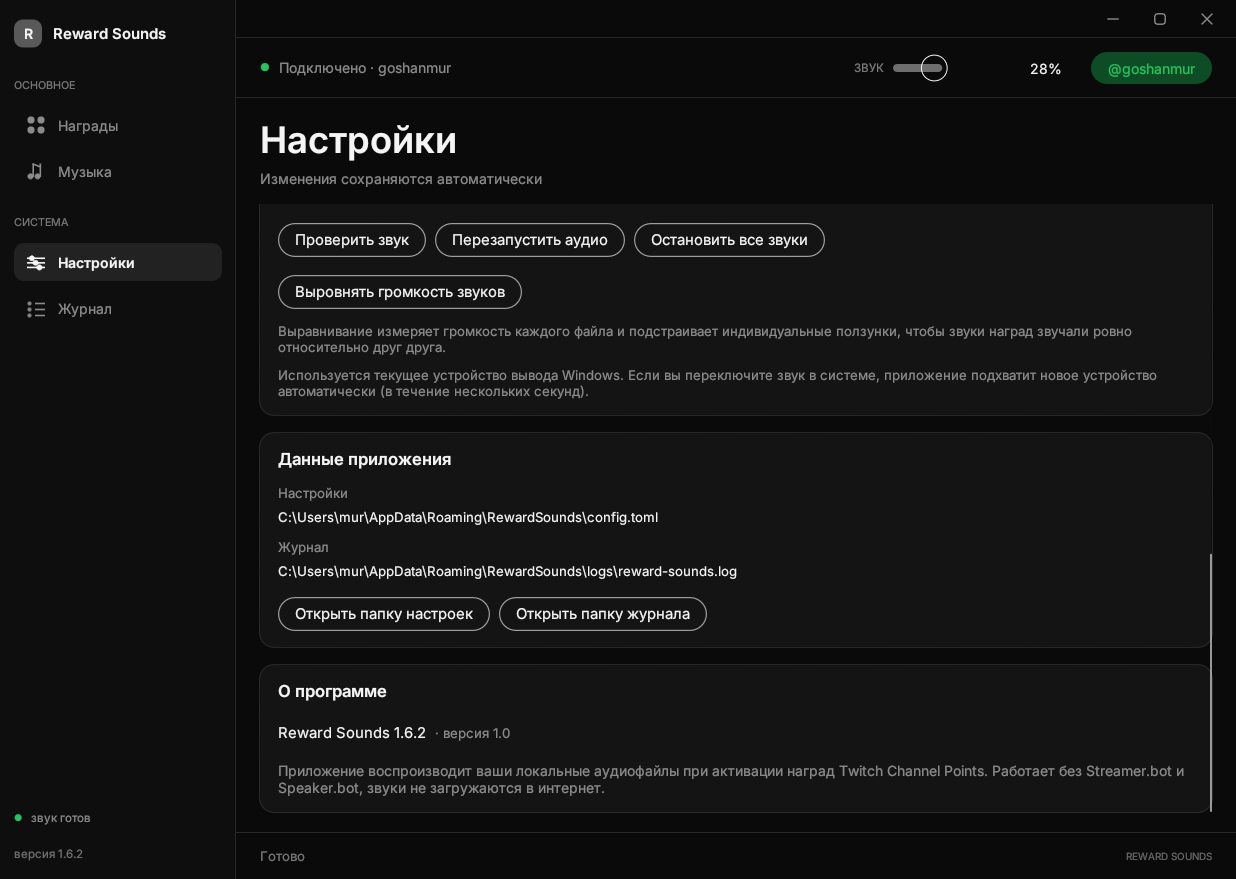 R
Reward Sounds
ОСНОВНОЕ
Награды
Музыка
СИСТЕМА
Настройки
Журнал
звук готов
версия 1.6.2
Подключено · goshanmur
ЗВУК
28%
@goshanmur
Настройки
Изменения сохраняются автоматически
Проверить звук
Перезапустить аудио
Остановить все звуки
Выровнять громкость звуков
Выравнивание измеряет громкость каждого файла и подстраивает индивидуальные ползунки, чтобы звуки наград звучали ровно
относительно друг друга.
Используется текущее устройство вывода Windows. Если вы переключите звук в системе, приложение подхватит новое устройство
автоматически (в течение нескольких секунд).
Данные приложения
Настройки
C:\Users\mur\AppData\Roaming\RewardSounds\config.toml
Журнал
C:\Users\mur\AppData\Roaming\RewardSounds\logs\reward-sounds.log
Открыть папку настроек
Открыть папку журнала
О программе
Reward Sounds 1.6.2 · версия 1.0
Приложение воспроизводит ваши локальные аудиофайлы при активации наград Twitch Channel Points. Работает без Streamer.bot и
Speaker.bot, звуки не загружаются в интернет.
Готово
REWARD SOUNDS